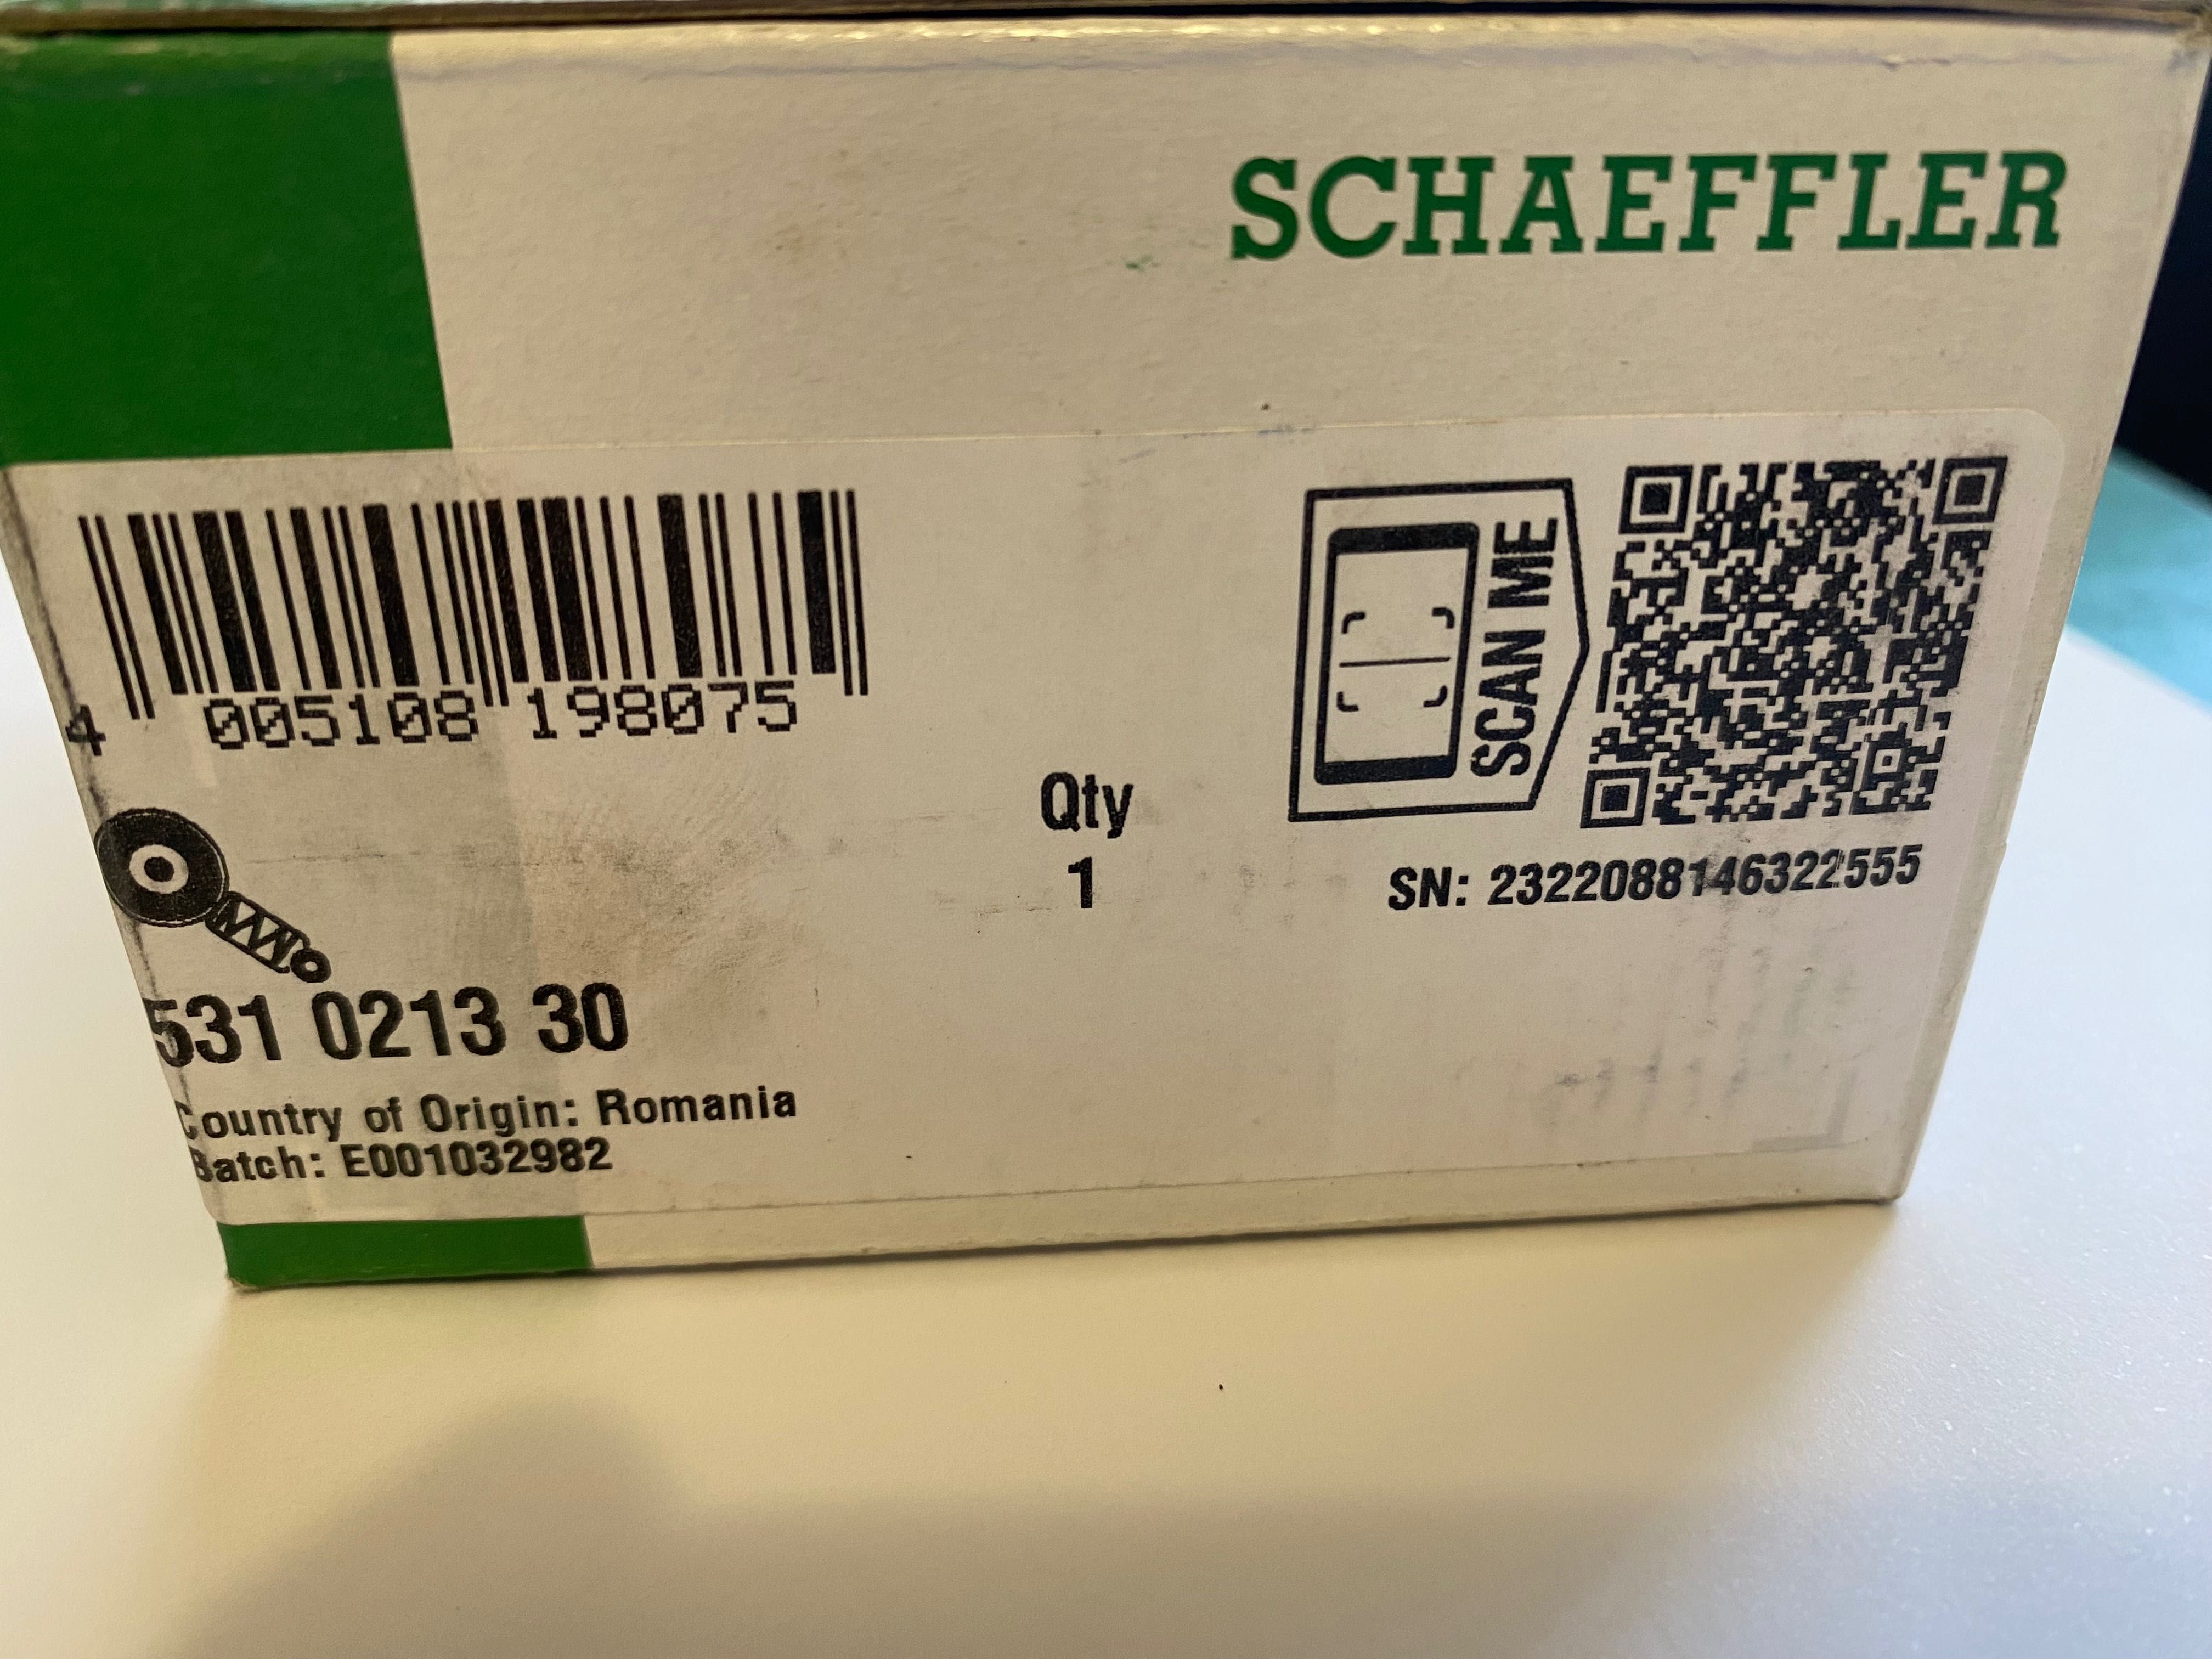 SCHAEFFLER
4 005108 198075
SCAN ME
Qty
1
SN: 2322088146322555
531 0213 30
Country of Origin: Romania
Batch: E001032982